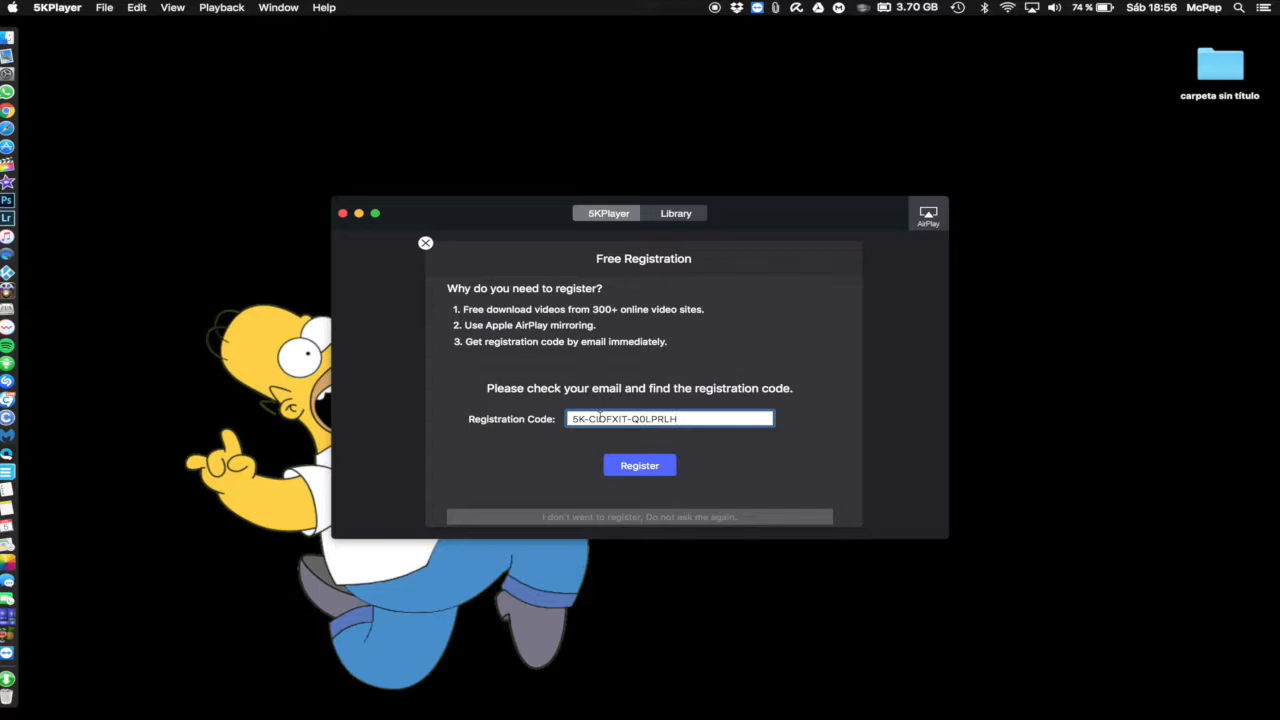 5KPlayer File Edit View Playback Window Help 3.70 GB 74 % Sáb 18:56 McPep
carpeta sin título
5KPlayer Library
AirPlay
Free Registration
Why do you need to register?
1. Free download videos from 300+ online video sites.
2. Use Apple AirPlay mirroring.
3. Get registration code by email immediately.
Please check your email and find the registration code.
Registration Code:
Register
I don't want to register, Do not ask me again.
Ps
Lr